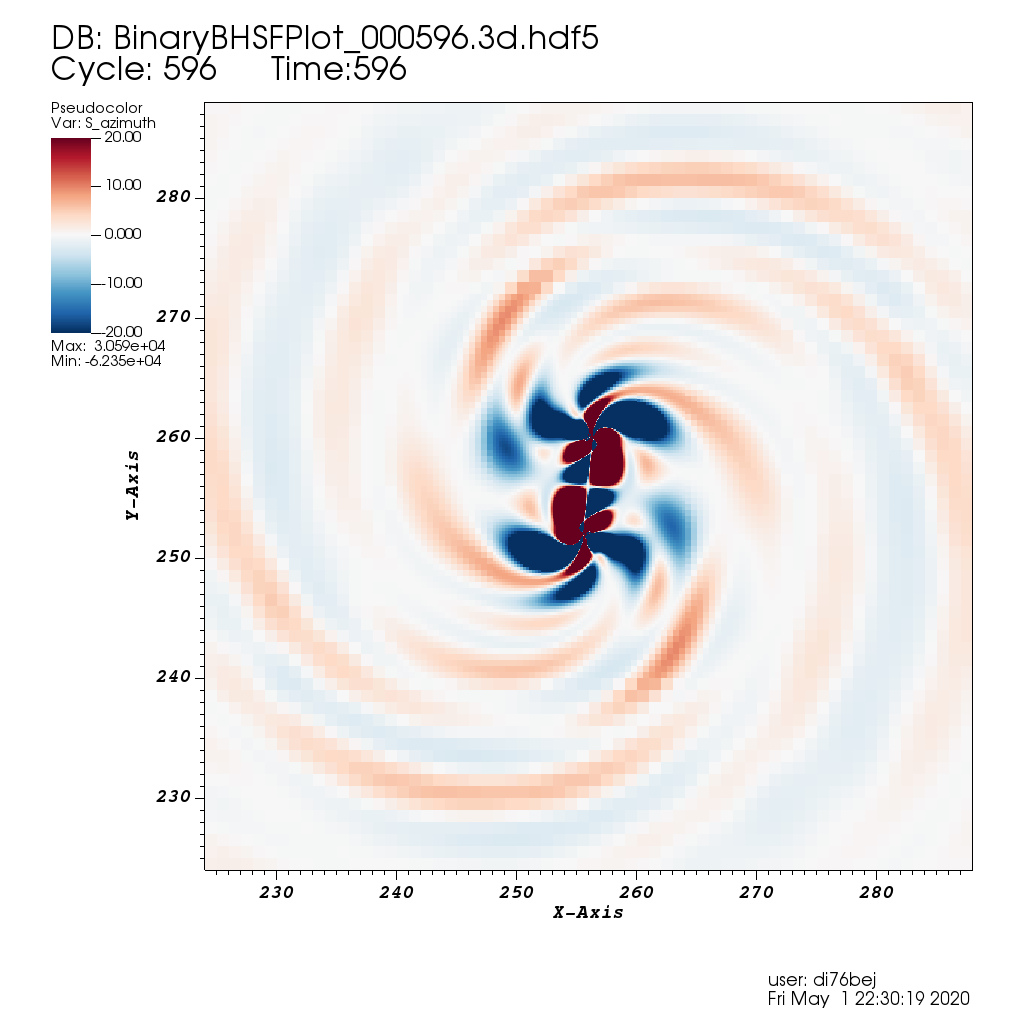 DB: BinaryBHSFPlot_000596.3d.hdf5
Cycle: 596 Time:596
Pseudocolor
Var: S_azimuth
20.00
10.00
0.000
-10.00
-20.00
Max: 3.059e+04
Min: -6.235e+04
280
270
260
250
240
230
Y-Axis
230 240 250 260 270 280
X-Axis
user: di76bej
Fri May 1 22:30:19 2020